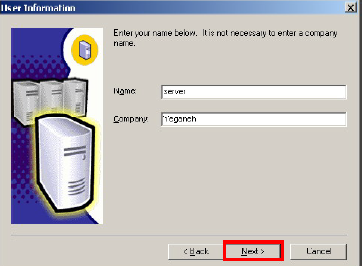 User Information
Enter your name below. It is not necessary to enter a company
name.
Name: server
Company: Yeganeh
< Back Next > Cancel